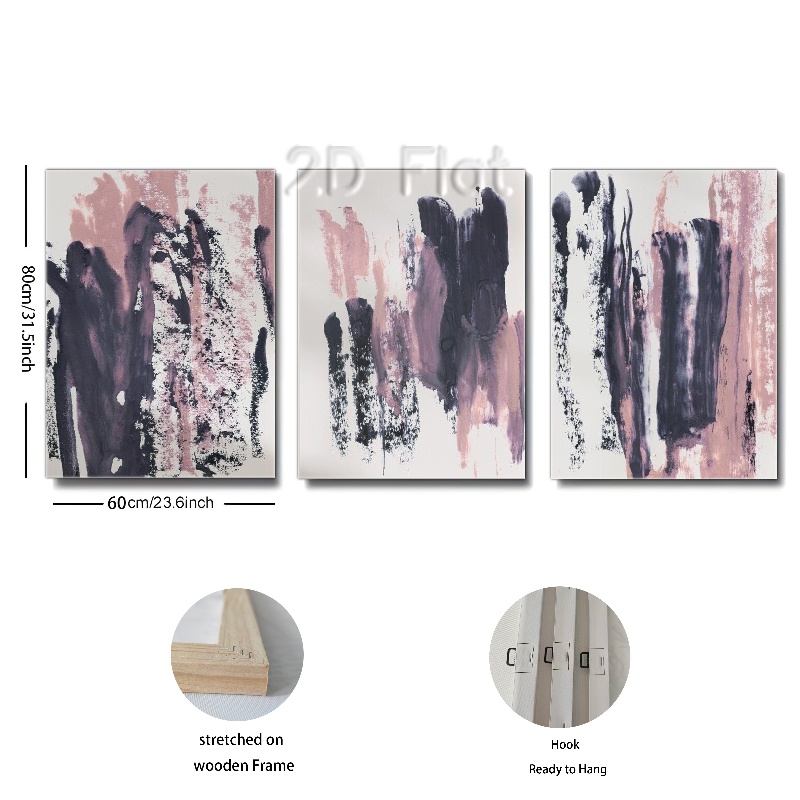 2D Flat
80cm/31.5inch
60cm/23.6inch
stretched on
wooden Frame
Hook
Ready to Hang